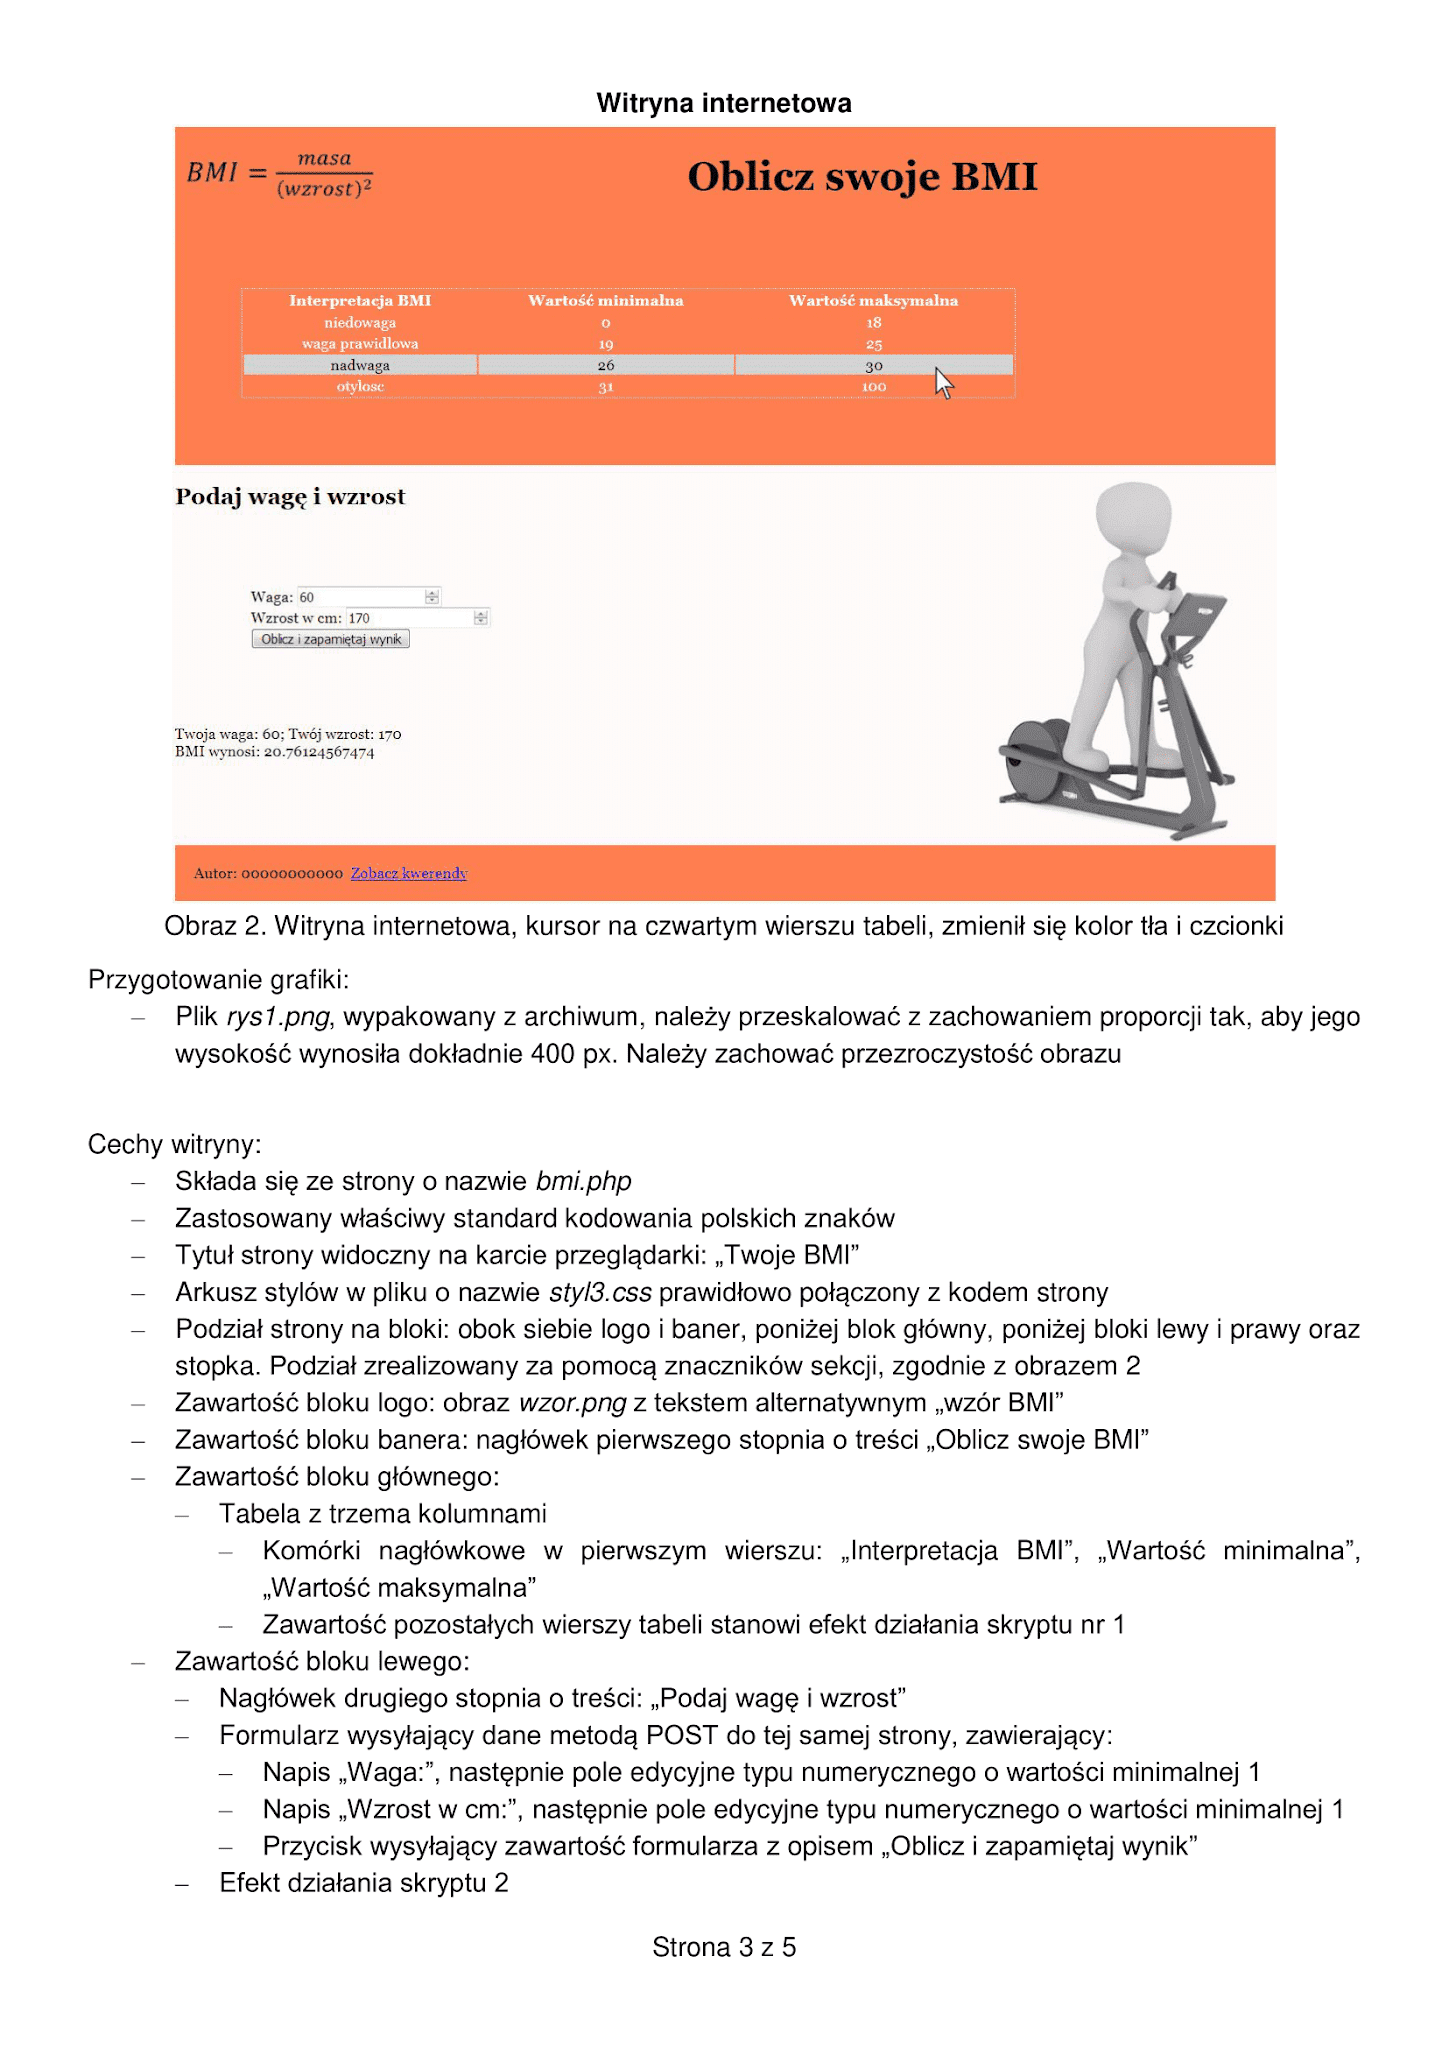 Witryna internetowa
BMI = masa / (wzrost)²
Oblicz swoje BMI
Interpretacja BMI Wartość minimalna Wartość maksymalna
niedowaga 0 18
waga prawidlowa 19 25
nadwaga 26 30
otylosc 31 100
Podaj wagę i wzrost
Waga: 60
Wzrost w cm: 170
Oblicz i zapamiętaj wynik
Twoja waga: 60; Twój wzrost: 170
BMI wynosi: 20.76124567474
Autor: 00000000000 Zobacz kwerendy
Obraz 2. Witryna internetowa, kursor na czwartym wierszu tabeli, zmienił się kolor tła i czcionki
Przygotowanie grafiki:
– Plik rys1.png, wypakowany z archiwum, należy przeskalować z zachowaniem proporcji tak, aby jego
wysokość wynosiła dokładnie 400 px. Należy zachować przezroczystość obrazu
Cechy witryny:
– Składa się ze strony o nazwie bmi.php
– Zastosowany właściwy standard kodowania polskich znaków
– Tytuł strony widoczny na karcie przeglądarki: „Twoje BMI”
– Arkusz stylów w pliku o nazwie styl3.css prawidłowo połączony z kodem strony
– Podział strony na bloki: obok siebie logo i baner, poniżej blok główny, poniżej bloki lewy i prawy oraz
stopka. Podział zrealizowany za pomocą znaczników sekcji, zgodnie z obrazem 2
– Zawartość bloku logo: obraz wzor.png z tekstem alternatywnym „wzór BMI”
– Zawartość bloku banera: nagłówek pierwszego stopnia o treści „Oblicz swoje BMI”
– Zawartość bloku głównego:
– Tabela z trzema kolumnami
– Komórki nagłówkowe w pierwszym wierszu: „Interpretacja BMI”, „Wartość minimalna”,
„Wartość maksymalna”
– Zawartość pozostałych wierszy tabeli stanowi efekt działania skryptu nr 1
– Zawartość bloku lewego:
– Nagłówek drugiego stopnia o treści: „Podaj wagę i wzrost”
– Formularz wysyłający dane metodą POST do tej samej strony, zawierający:
– Napis „Waga:”, następnie pole edycyjne typu numerycznego o wartości minimalnej 1
– Napis „Wzrost w cm:”, następnie pole edycyjne typu numerycznego o wartości minimalnej 1
– Przycisk wysyłający zawartość formularza z opisem „Oblicz i zapamiętaj wynik”
– Efekt działania skryptu 2
Strona 3 z 5